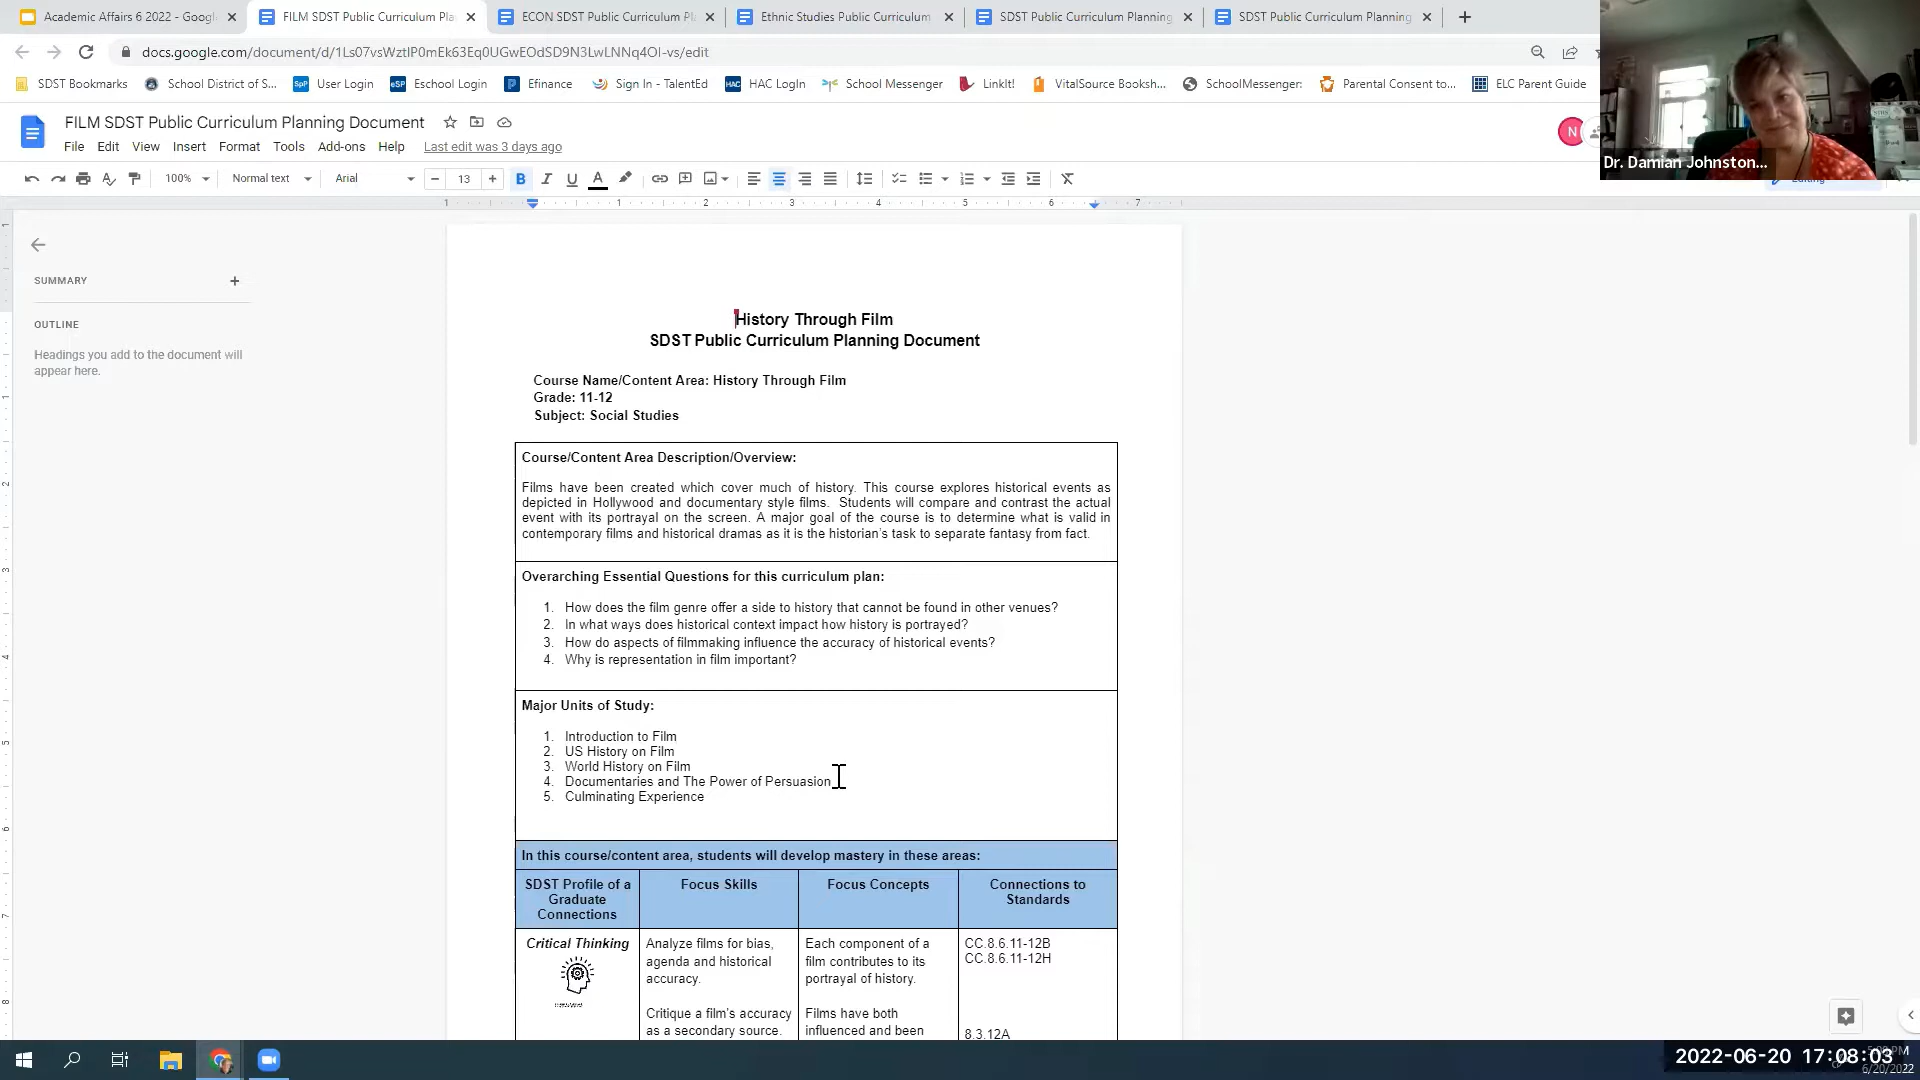 Academic Affairs 6 2022 - Googl
FILM SDST Public Curriculum Pla
ECON SDST Public Curriculum Pl
Ethnic Studies Public Curriculum
SDST Public Curriculum Planning
SDST Public Curriculum Planning
docs.google.com/document/d/1Ls07vsWztIP0mEk63Eq0UGwEOdSD9N3LwLNNq4OI-vs/edit
SDST Bookmarks
School District of S...
SpP User Login
eSP Eschool Login
Efinance
Sign In - TalentEd
HAC HAC LogIn
School Messenger
LinkIt!
VitalSource Booksh...
SchoolMessenger:
Parental Consent to...
ELC Parent Guide
FILM SDST Public Curriculum Planning Document
File Edit View Insert Format Tools Add-ons Help Last edit was 3 days ago
N
Dr. Damian Johnston...
100% Normal text Arial 13 B I U A
Editing
1 1 2 3 4 5 6 7
SUMMARY
OUTLINE
Headings you add to the document will
appear here.
History Through Film
SDST Public Curriculum Planning Document
Course Name/Content Area: History Through Film
Grade: 11-12
Subject: Social Studies
Course/Content Area Description/Overview:
Films have been created which cover much of history. This course explores historical events as
depicted in Hollywood and documentary style films. Students will compare and contrast the actual
event with its portrayal on the screen. A major goal of the course is to determine what is valid in
contemporary films and historical dramas as it is the historian's task to separate fantasy from fact.
Overarching Essential Questions for this curriculum plan:
1. How does the film genre offer a side to history that cannot be found in other venues?
2. In what ways does historical context impact how history is portrayed?
3. How do aspects of filmmaking influence the accuracy of historical events?
4. Why is representation in film important?
Major Units of Study:
1. Introduction to Film
2. US History on Film
3. World History on Film
4. Documentaries and The Power of Persuasion
5. Culminating Experience
In this course/content area, students will develop mastery in these areas:
SDST Profile of a
Graduate
Connections
Focus Skills
Focus Concepts
Connections to
Standards
Critical Thinking
Analyze films for bias,
agenda and historical
accuracy.
Critique a film's accuracy
as a secondary source.
Each component of a
film contributes to its
portrayal of history.
Films have both
influenced and been
CC.8.6.11-12B
CC.8.6.11-12H
8.3.12A
2022-06-20 17:08:03
6/20/2022